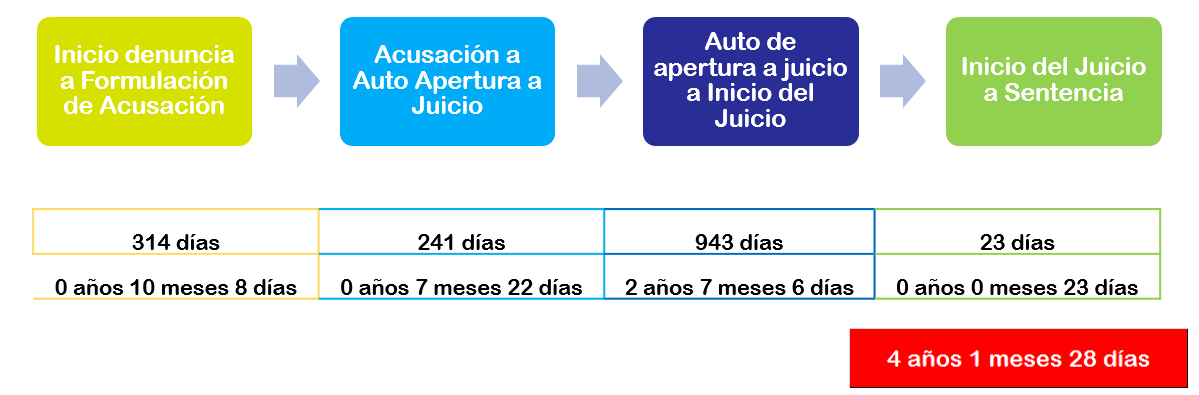 Inicio denuncia
a Formulación
de Acusación
Acusación a
Auto Apertura a
Juicio
Auto de
apertura a juicio
a Inicio del
Juicio
Inicio del Juicio
a Sentencia
314 días
241 días
943 días
23 días
0 años 10 meses 8 días
0 años 7 meses 22 días
2 años 7 meses 6 días
0 años 0 meses 23 días
4 años 1 meses 28 días